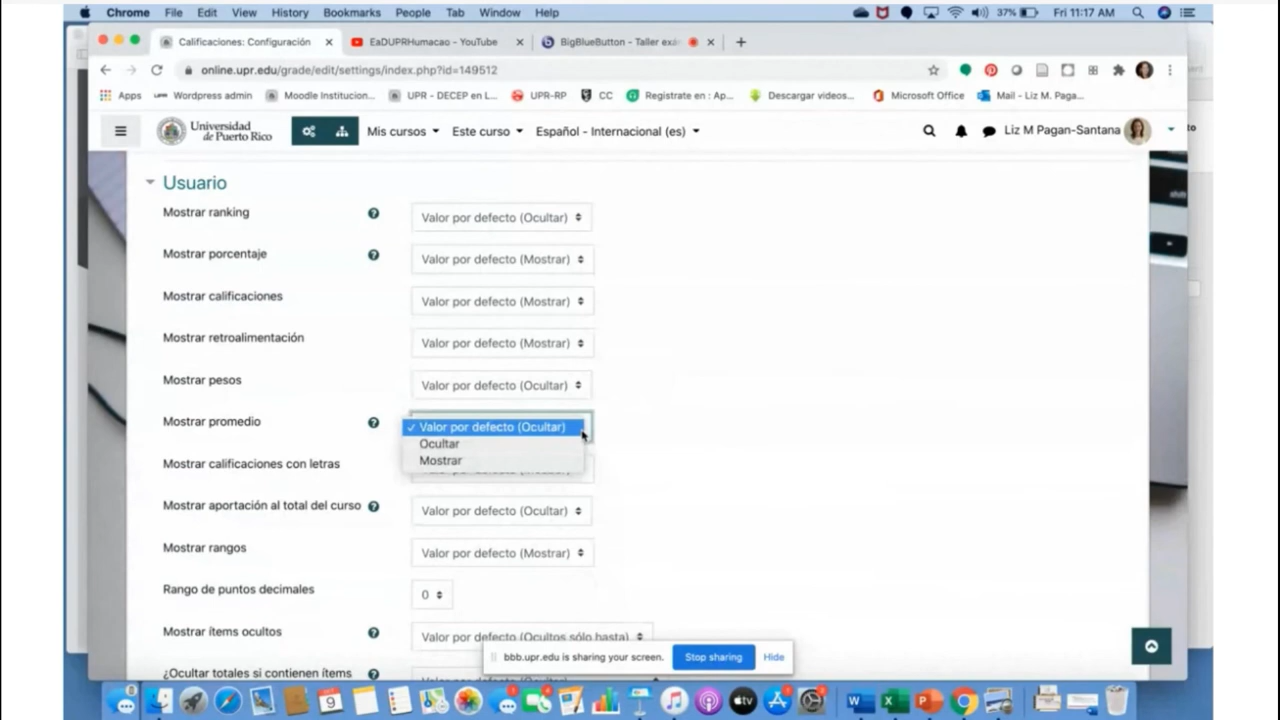 Chrome File Edit View History Bookmarks People Tab Window Help 37% Fri 11:17 AM
Calificaciones: Configuración × EaDUPRHumacao - YouTube × BigBlueButton - Taller exá × +
online.upr.edu/grade/edit/settings/index.php?id=149512
Apps Wordpress admin Moodle Institucion... UPR - DECEP en L... UPR-RP CC Registrate en : Ap... Descargar videos... Microsoft Office Mail - Liz M. Paga...
Universidad de Puerto Rico Mis cursos Este curso Español - Internacional (es) Liz M Pagan-Santana
Usuario
Mostrar ranking Valor por defecto (Ocultar)
Mostrar porcentaje Valor por defecto (Mostrar)
Mostrar calificaciones Valor por defecto (Mostrar)
Mostrar retroalimentación Valor por defecto (Mostrar)
Mostrar pesos Valor por defecto (Ocultar)
Mostrar promedio ✓ Valor por defecto (Ocultar)
Ocultar
Mostrar
Mostrar calificaciones con letras
Mostrar aportación al total del curso Valor por defecto (Ocultar)
Mostrar rangos Valor por defecto (Mostrar)
Rango de puntos decimales 0
Mostrar ítems ocultos Valor por defecto (Ocultos sólo hasta)
bbb.upr.edu is sharing your screen. Stop sharing Hide
¿Ocultar totales si contienen ítems
9
tv